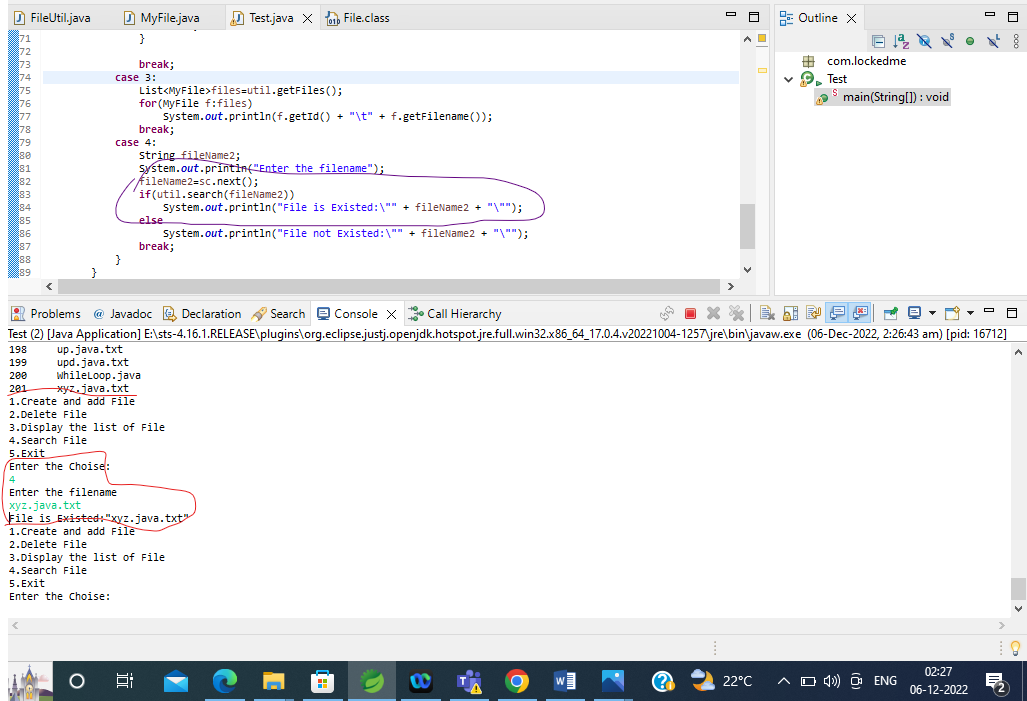 FileUtil.java MyFile.java Test.java File.class
71 }
72
73 break;
74 case 3:
75 List<MyFile>files=util.getFiles();
76 for(MyFile f:files)
77 System.out.println(f.getId() + "\t" + f.getFilename());
78 break;
79 case 4:
80 String fileName2;
81 System.out.println("Enter the filename");
82 fileName2=sc.next();
83 if(util.search(fileName2))
84 System.out.println("File is Existed:\"" + fileName2 + "\"");
85 else
86 System.out.println("File not Existed:\"" + fileName2 + "\"");
87 break;
88 }
89 }
Outline
com.lockedme
Test
main(String[]) : void
Problems @ Javadoc Declaration Search Console Call Hierarchy
Test (2) [Java Application] E:\sts-4.16.1.RELEASE\plugins\org.eclipse.justj.openjdk.hotspot.jre.full.win32.x86_64_17.0.4.v20221004-1257\jre\bin\javaw.exe (06-Dec-2022, 2:26:43 am) [pid: 16712]
198 up.java.txt
199 upd.java.txt
200 WhileLoop.java
201 xyz.java.txt
1.Create and add File
2.Delete File
3.Display the list of File
4.Search File
5.Exit
Enter the Choise:
4
Enter the filename
xyz.java.txt
File is Existed:"xyz.java.txt"
1.Create and add File
2.Delete File
3.Display the list of File
4.Search File
5.Exit
Enter the Choise:
22°C ENG 02:27
06-12-2022
2